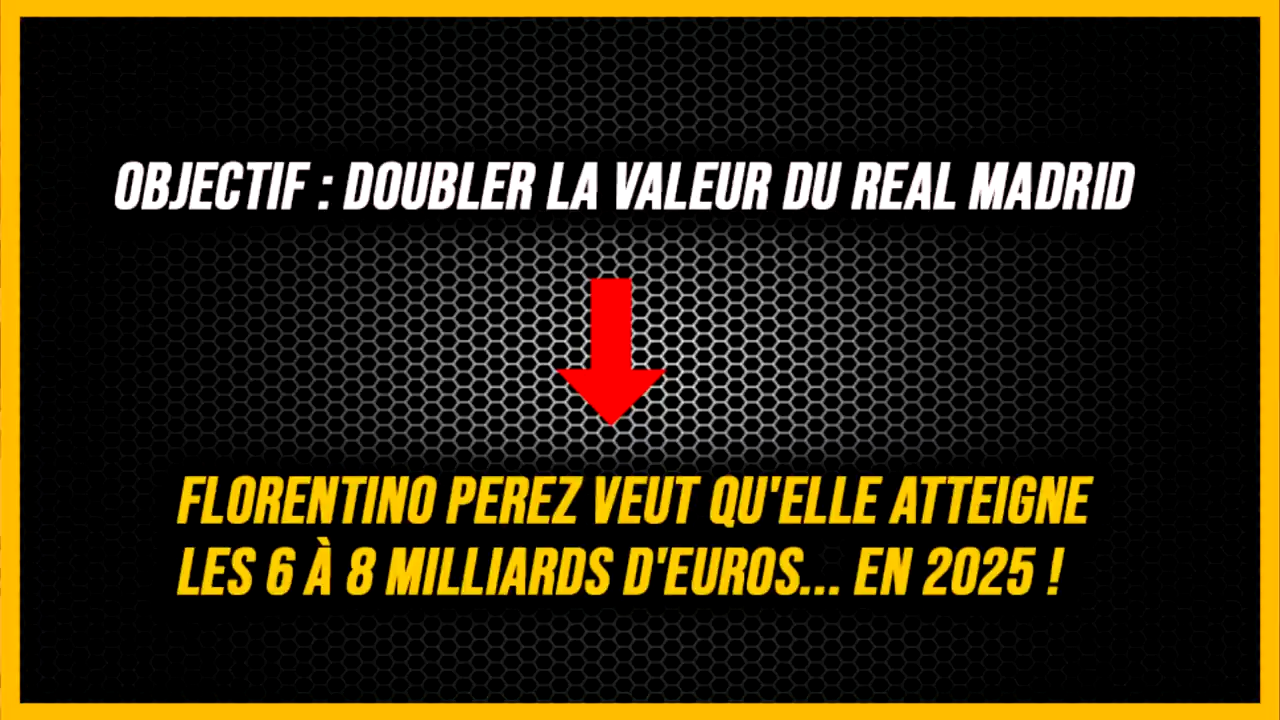 OBJECTIF : DOUBLER LA VALEUR DU REAL MADRID
FLORENTINO PEREZ VEUT QU'ELLE ATTEIGNE
LES 6 À 8 MILLIARDS D'EUROS... EN 2025 !